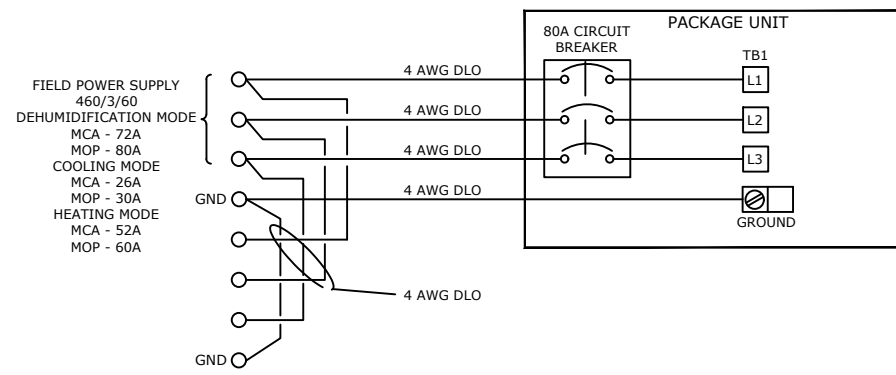 PACKAGE UNIT
80A CIRCUIT
BREAKER
TB1
FIELD POWER SUPPLY
460/3/60
DEHUMIDIFICATION MODE
MCA - 72A
MOP - 80A
COOLING MODE
MCA - 26A
MOP - 30A
HEATING MODE
MCA - 52A
MOP - 60A
4 AWG DLO
L1
4 AWG DLO
L2
4 AWG DLO
L3
GND
4 AWG DLO
GROUND
4 AWG DLO
GND